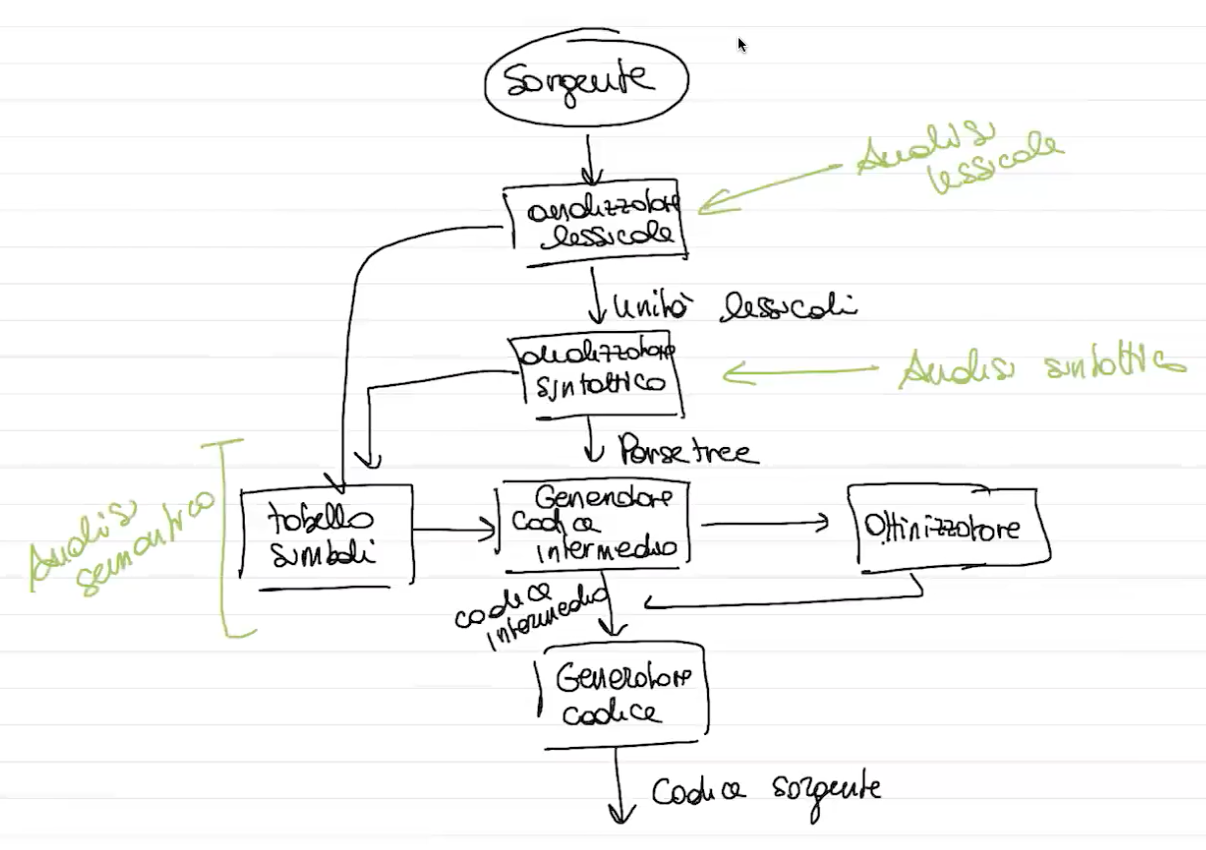 Sorgente
Analisi
lessicale
analizzatore
lessicale
Unità lessicali
analizzatore
sintattico
Analisi sintattica
Parse tree
Analisi
semantica
tabella
simboli
Generatore
Codice
intermedio
Ottimizzatore
codice
intermedio
Generatore
codice
Codice sorgente